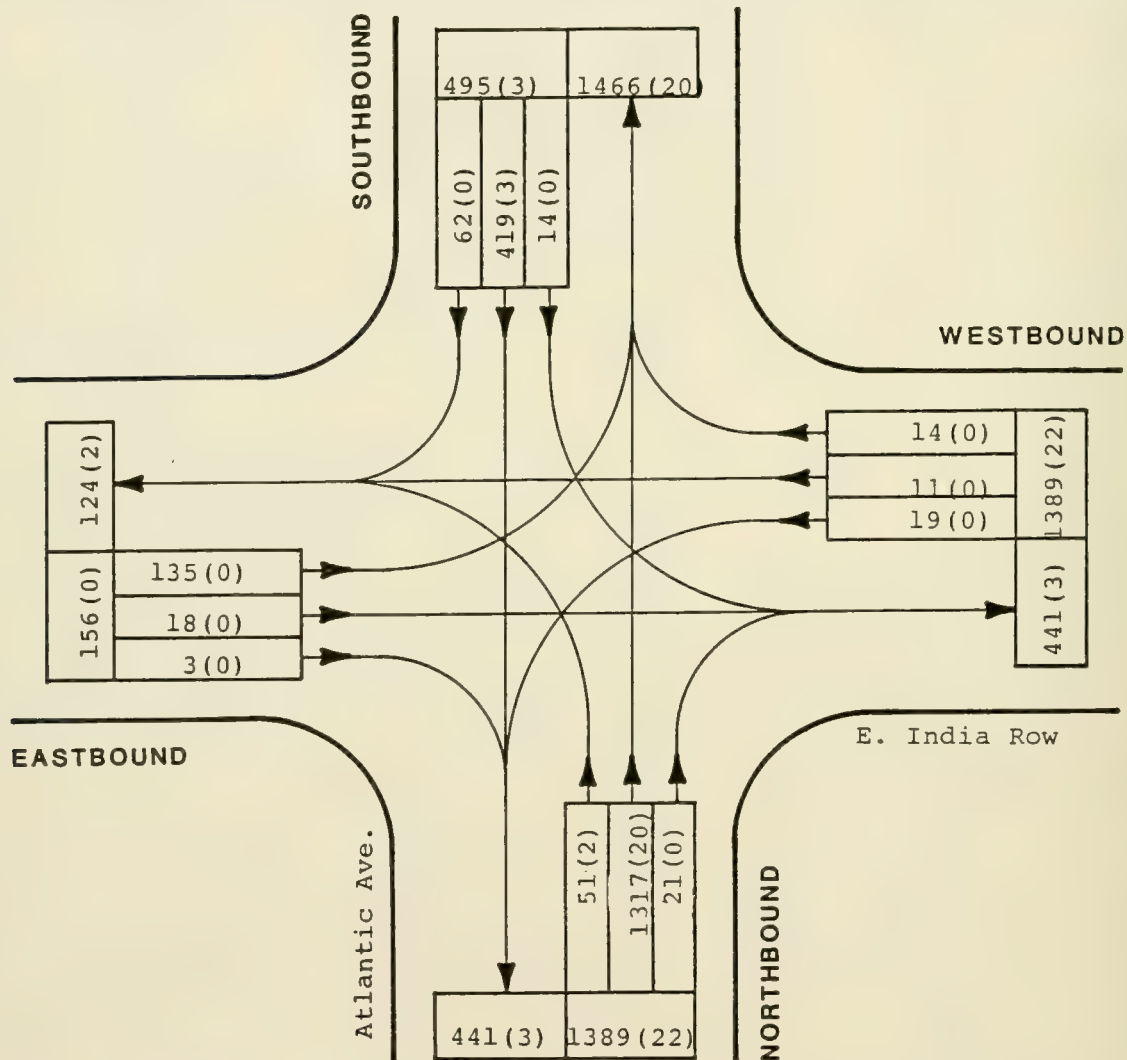 SOUTHBOUND
495(3) 1466(20)
62(0) 419(3) 14(0)
WESTBOUND
14(0)
11(0)
19(0)
1389(22)
441(3)
124(2)
156(0)
135(0)
18(0)
3(0)
EASTBOUND
E. India Row
Atlantic Ave.
51(2) 1317(20) 21(0)
NORTHBOUND
441(3) 1389(22)